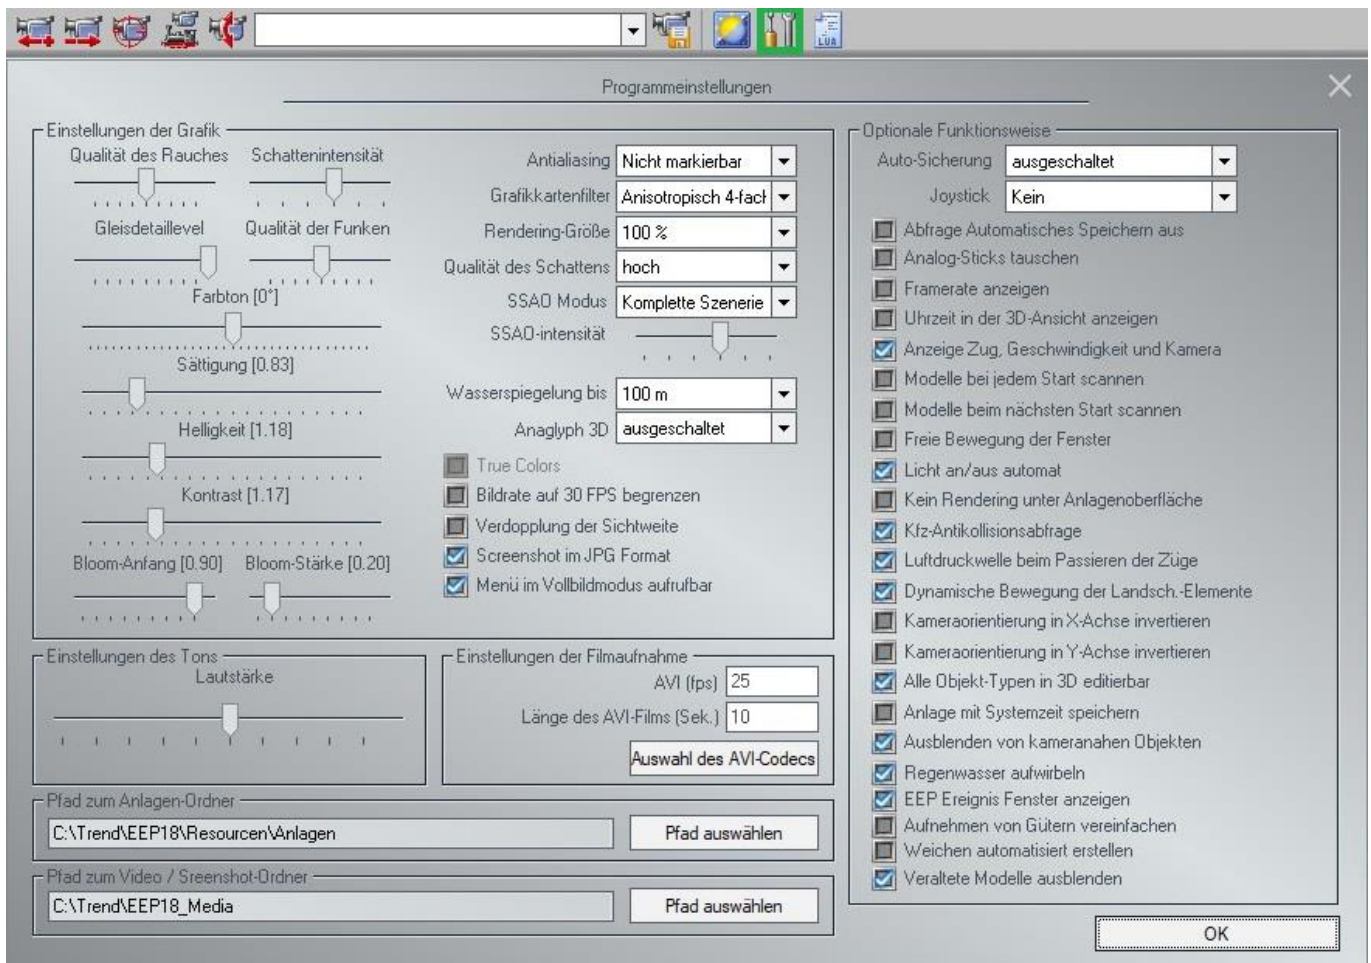 LUA
Programmeinstellungen
Einstellungen der Grafik
Qualität des Rauches
Schattenintensität
Gleisdetaillevel
Qualität der Funken
Farbton [0°]
Sättigung [0.83]
Helligkeit [1.18]
Kontrast [1.17]
Bloom-Anfang [0.90]
Bloom-Stärke [0.20]
Antialiasing Nicht markierbar
Grafikkartenfilter Anisotropisch 4-fach
Rendering-Größe 100 %
Qualität des Schattens hoch
SSAO Modus Komplette Szenerie
SSAO-intensität
Wasserspiegelung bis 100 m
Anaglyph 3D ausgeschaltet
True Colors
Bildrate auf 30 FPS begrenzen
Verdopplung der Sichtweite
Screenshot im JPG Format
Menü im Vollbildmodus aufrufbar
Einstellungen des Tons
Lautstärke
Einstellungen der Filmaufnahme
AVI (fps) 25
Länge des AVI-Films (Sek.) 10
Auswahl des AVI-Codecs
Pfad zum Anlagen-Ordner
C:\Trend\EEP18\Resourcen\Anlagen Pfad auswählen
Pfad zum Video / Sreenshot-Ordner
C:\Trend\EEP18_Media Pfad auswählen
Optionale Funktionsweise
Auto-Sicherung ausgeschaltet
Joystick Kein
Abfrage Automatisches Speichern aus
Analog-Sticks tauschen
Framerate anzeigen
Uhrzeit in der 3D-Ansicht anzeigen
Anzeige Zug, Geschwindigkeit und Kamera
Modelle bei jedem Start scannen
Modelle beim nächsten Start scannen
Freie Bewegung der Fenster
Licht an/aus automat
Kein Rendering unter Anlagenoberfläche
Kfz-Antikollisionsabfrage
Luftdruckwelle beim Passieren der Züge
Dynamische Bewegung der Landsch.-Elemente
Kameraorientierung in X-Achse invertieren
Kameraorientierung in Y-Achse invertieren
Alle Objekt-Typen in 3D editierbar
Anlage mit Systemzeit speichern
Ausblenden von kameranahen Objekten
Regenwasser aufwirbeln
EEP Ereignis Fenster anzeigen
Aufnehmen von Gütern vereinfachen
Weichen automatisiert erstellen
Veraltete Modelle ausblenden
OK